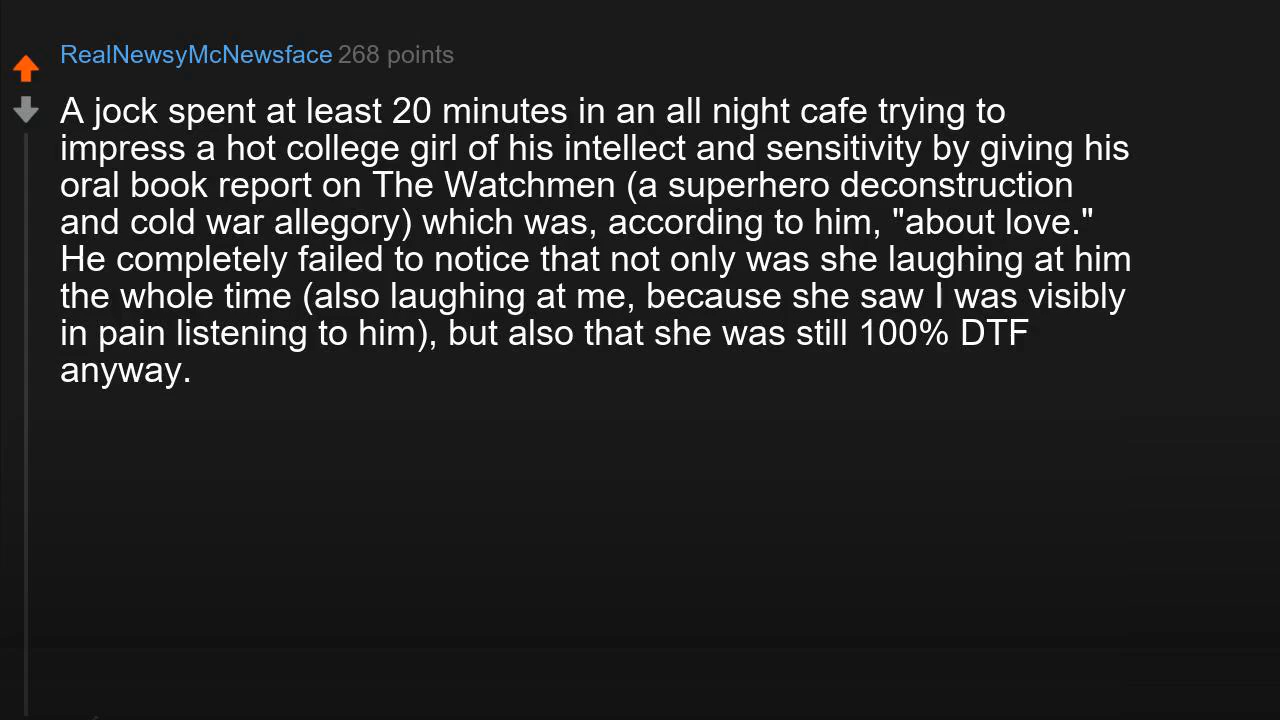 RealNewsyMcNewsface 268 points
A jock spent at least 20 minutes in an all night cafe trying to
impress a hot college girl of his intellect and sensitivity by giving his
oral book report on The Watchmen (a superhero deconstruction
and cold war allegory) which was, according to him, "about love."
He completely failed to notice that not only was she laughing at him
the whole time (also laughing at me, because she saw I was visibly
in pain listening to him), but also that she was still 100% DTF
anyway.